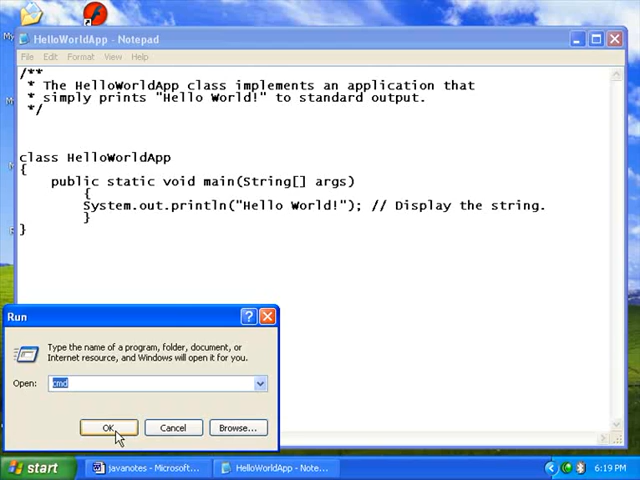 HelloWorldApp - Notepad
File Edit Format View Help
/**
* The HelloWorldApp class implements an application that
* simply prints "Hello World!" to standard output.
*/
class HelloWorldApp
{
public static void main(String[] args)
{
System.out.println("Hello World!"); // Display the string.
}
}
Run
Type the name of a program, folder, document, or
Internet resource, and Windows will open it for you.
Open: cmd
OK Cancel Browse...
start javanotes - Microsoft... HelloWorldApp - Note... 6:19 PM